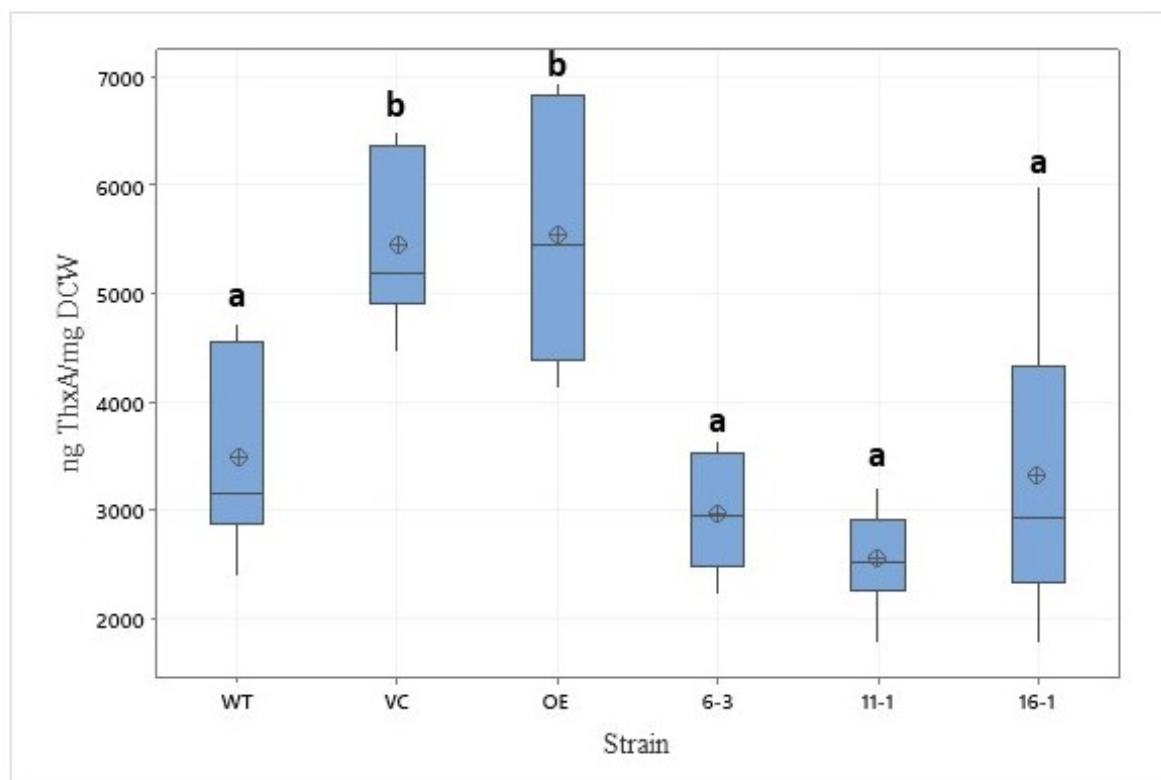 b
7000
b
6000
a
a
5000
4000
a
a
3000
2000
ng ThxA/mg DCW
WT VC OE 6-3 11-1 16-1
Strain